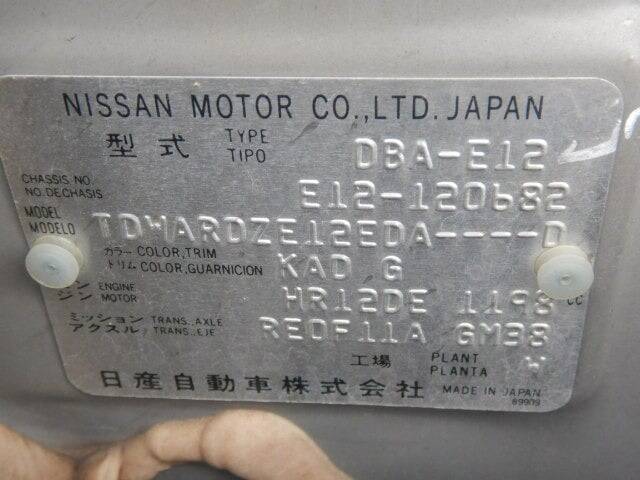 NISSAN MOTOR CO.,LTD. JAPAN
型式 TYPE TIPO DBA-E12
CHASSIS NO. NO.DE.CHASIS E12-120682
MODEL MODELO TDWARDZE12EDA----D
カラー COLOR,TRIM トリム COLOR,GUARNICION KAD G
ENGINE MOTOR HR12DE 1198 CC
ミッション TRANS.,AXLE アクスル TRANS.,EJE RE0F11A GM38
工場 PLANT PLANTA W
日産自動車株式会社 MADE IN JAPAN
89909